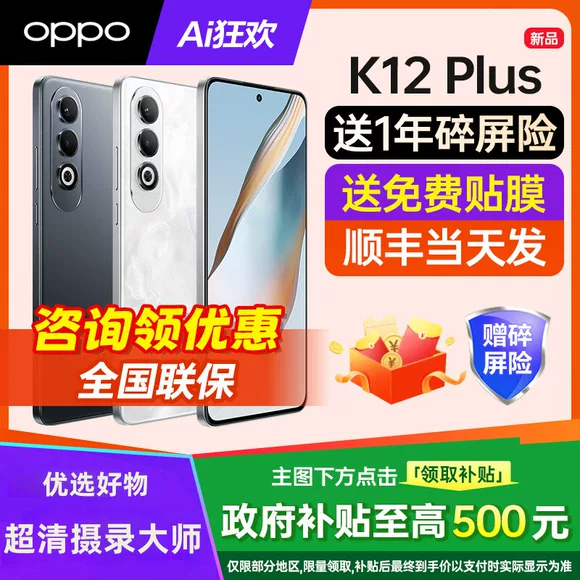 oppo
Ai狂欢
新品
K12 Plus
送1年碎屏险
送免费贴膜
顺丰当天发
咨询领优惠
全国联保
赠碎
屏险
优选好物
超清摄录大师
主图下方点击「领取补贴」
政府补贴至高500元
仅限部分地区,限量领取,补贴后最终到手价以支付时实际显示为准